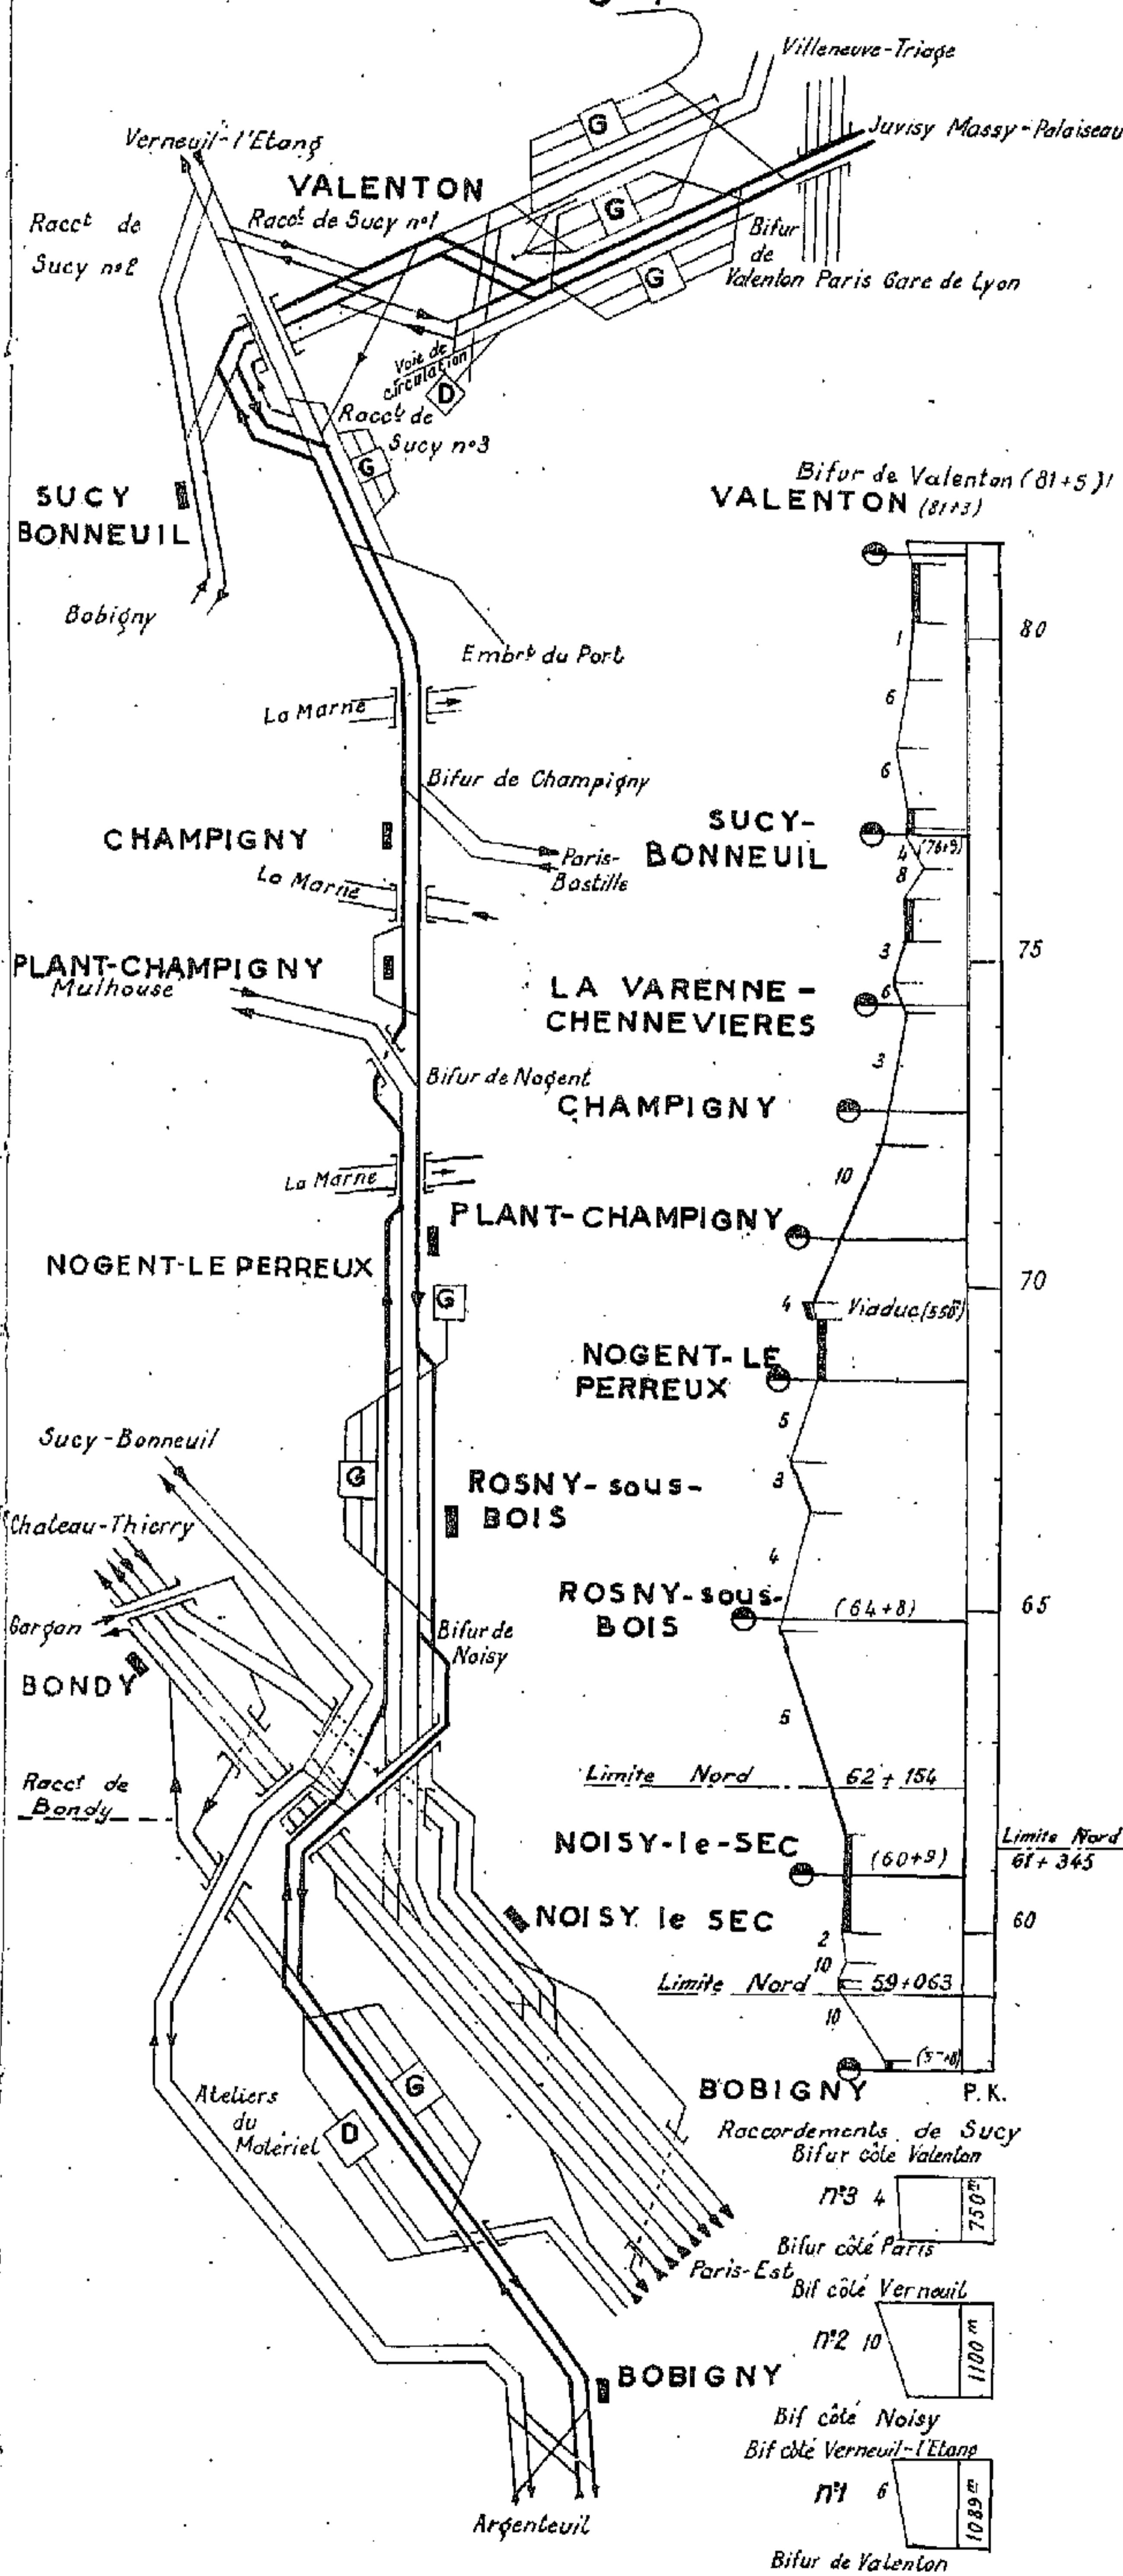 Villeneuve-Triage
Juvisy Massy-Palaiseau
Verneuil-l'Etang
G
VALENTON
Racct de Sucy n°1
G
Racct de
Sucy n°2
Bifur
de
Valenton
Paris Gare de Lyon
G
Voie de
circulation
D
Racct de
Sucy n°3
G
SUCY
BONNEUIL
Bobigny
Embrt du Port
La Marne
Bifur de Champigny
CHAMPIGNY
Paris-
Bastille
La Marne
PLANT-CHAMPIGNY
Mulhouse
Bifur de Nogent
La Marne
NOGENT-LE PERREUX
G
Sucy-Bonneuil
G
ROSNY-sous-
BOIS
Chateau-Thierry
Gargan
Bifur de
Noisy
BONDY
Racct de
Bondy
NOISY le SEC
Ateliers
du
Matériel
D
G
Paris-Est
BOBIGNY
Argenteuil
Bifur de Valenton (81+5)
VALENTON (81+3)
80
1
6
6
SUCY-
BONNEUIL
(76+9)
4
8
75
3
LA VARENNE-
CHENNEVIERES
6
3
CHAMPIGNY
10
PLANT-CHAMPIGNY
70
4
Viaduc
NOGENT-LE
PERREUX
5
3
4
ROSNY-sous-
BOIS
(64+8)
65
5
Limite Nord 62+154
NOISY-le-SEC
(60+9)
Limite Nord
61+345
60
2
10
Limite Nord 59+063
10
BOBIGNY
P.K.
Raccordements de Sucy
Bifur côté Valenton
n°3 4
750m
Bifur côté Paris
Bif côté Verneuil
n°2 10
1100 m
Bif côté Noisy
Bif côté Verneuil-l'Etang
n°1 6
1089 m
Bifur de Valenton